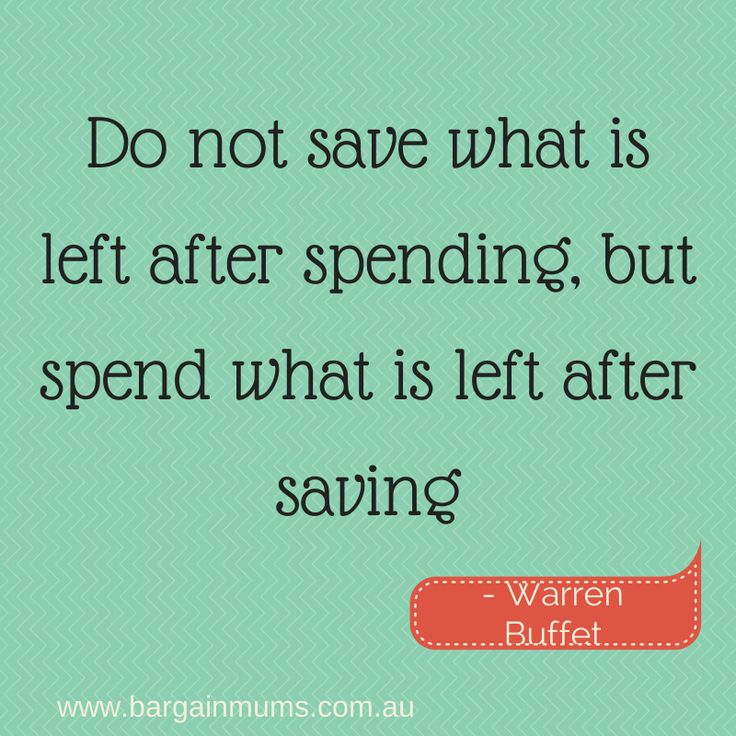 Do not save what is
left after spending, but
spend what is left after
saving
- Warren
Buffet
www.bargainmums.com.au